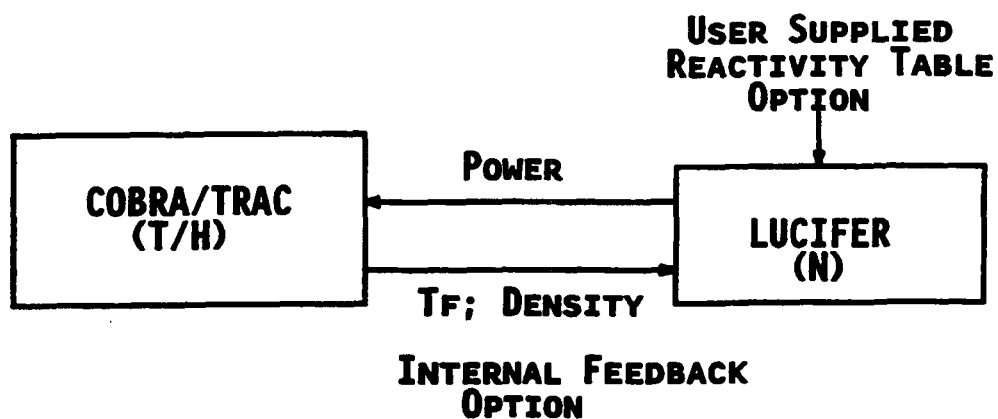 USER SUPPLIED
REACTIVITY TABLE
OPTION
POWER
COBRA/TRAC
(T/H)
LUCIFER
(N)
TF; DENSITY
INTERNAL FEEDBACK
OPTION